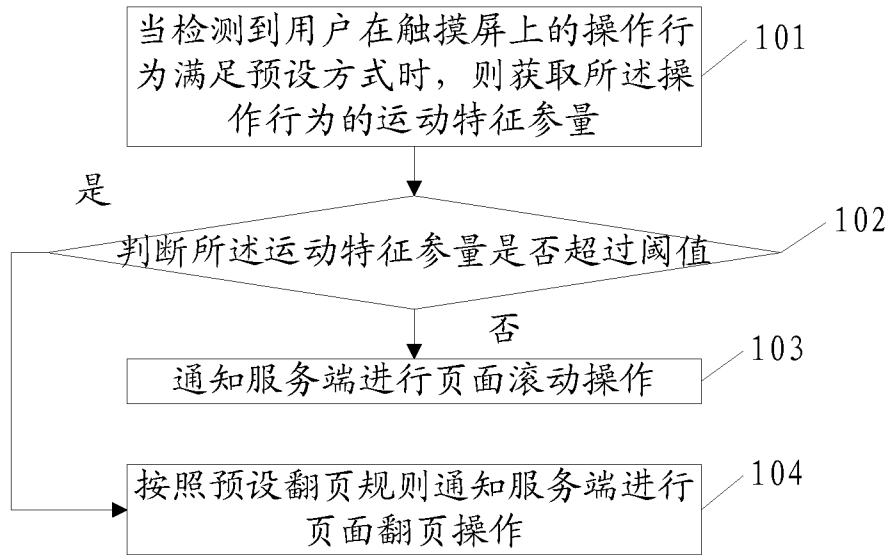 当检测到用户在触摸屏上的操作行
为满足预设方式时，则获取所述操
作行为的运动特征参量
101
是
判断所述运动特征参量是否超过阈值
102
否
通知服务端进行页面滚动操作
103
按照预设翻页规则通知服务端进行
页面翻页操作
104